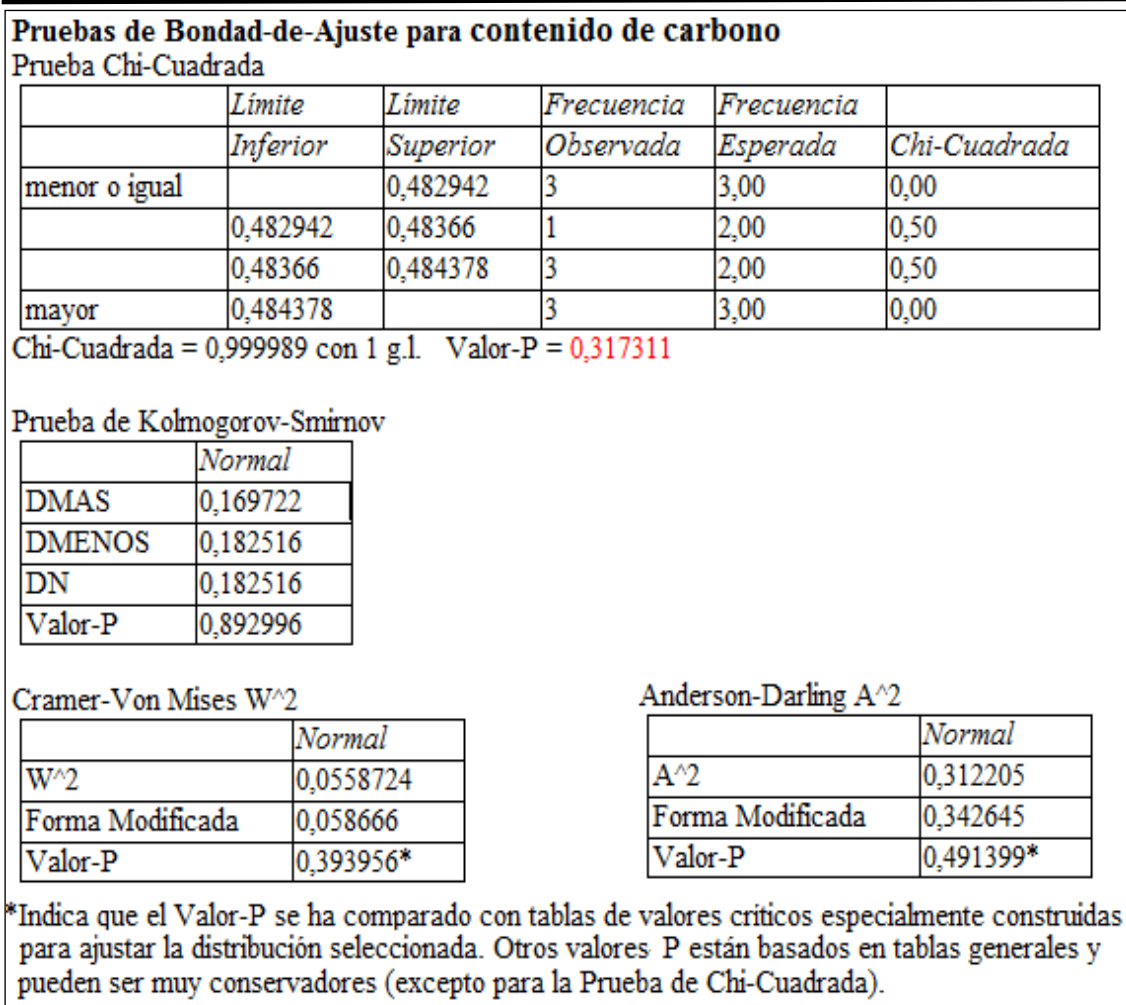 Pruebas de Bondad-de-Ajuste para contenido de carbono
Prueba Chi-Cuadrada
Límite Límite Frecuencia Frecuencia
Inferior Superior Observada Esperada Chi-Cuadrada
menor o igual 0,482942 3 3,00 0,00
0,482942 0,48366 1 2,00 0,50
0,48366 0,484378 3 2,00 0,50
mayor 0,484378 3 3,00 0,00
Chi-Cuadrada = 0,999989 con 1 g.l. Valor-P = 0,317311
Prueba de Kolmogorov-Smirnov
Normal
DMAS 0,169722
DMENOS 0,182516
DN 0,182516
Valor-P 0,892996
Cramer-Von Mises W^2
Normal
W^2 0,0558724
Forma Modificada 0,058666
Valor-P 0,393956*
Anderson-Darling A^2
Normal
A^2 0,312205
Forma Modificada 0,342645
Valor-P 0,491399*
*Indica que el Valor-P se ha comparado con tablas de valores críticos especialmente construidas
para ajustar la distribución seleccionada. Otros valores P están basados en tablas generales y
pueden ser muy conservadores (excepto para la Prueba de Chi-Cuadrada).